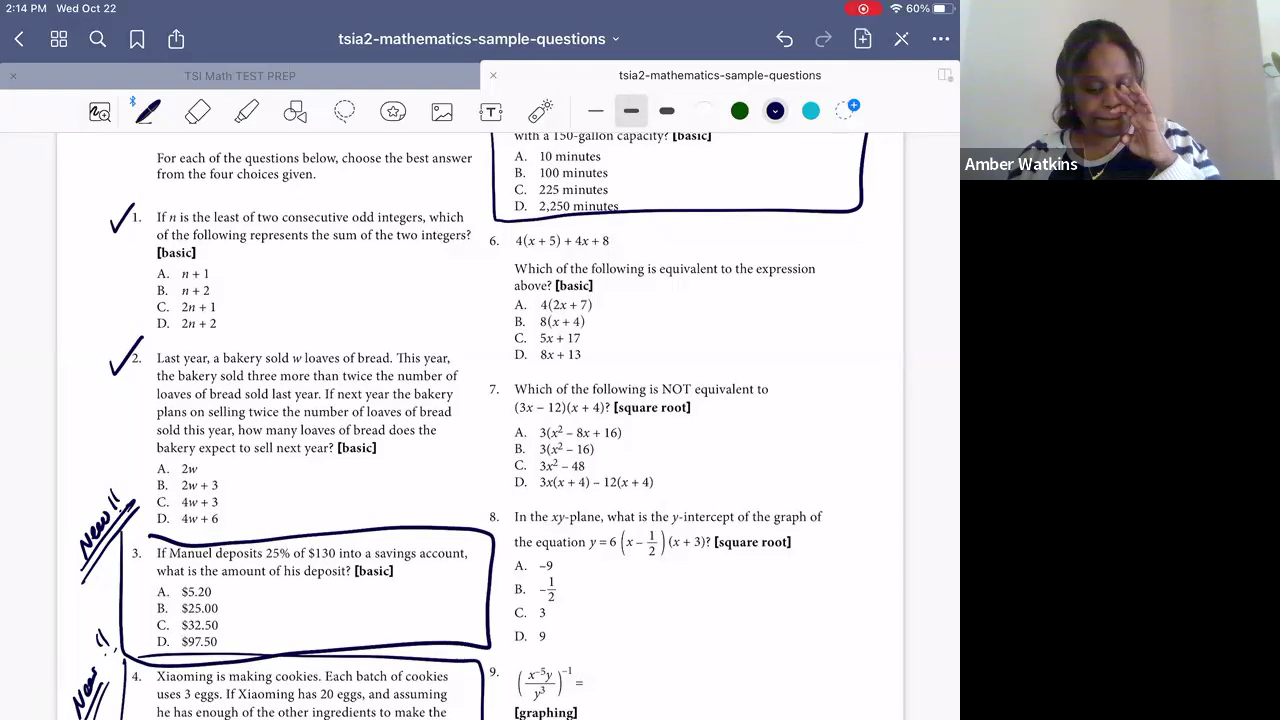 2:14 PM Wed Oct 22
60%
tsia2-mathematics-sample-questions
TSI Math TEST PREP
tsia2-mathematics-sample-questions
For each of the questions below, choose the best answer
from the four choices given.
1. If n is the least of two consecutive odd integers, which
of the following represents the sum of the two integers?
[basic]
A. n + 1
B. n + 2
C. 2n + 1
D. 2n + 2
2. Last year, a bakery sold w loaves of bread. This year,
the bakery sold three more than twice the number of
loaves of bread sold last year. If next year the bakery
plans on selling twice the number of loaves of bread
sold this year, how many loaves of bread does the
bakery expect to sell next year? [basic]
A. 2w
B. 2w + 3
C. 4w + 3
D. 4w + 6
New!!
3. If Manuel deposits 25% of $130 into a savings account,
what is the amount of his deposit? [basic]
A. $5.20
B. $25.00
C. $32.50
D. $97.50
New!!
4. Xiaoming is making cookies. Each batch of cookies
uses 3 eggs. If Xiaoming has 20 eggs, and assuming
he has enough of the other ingredients to make the
with a 150-gallon capacity? [basic]
A. 10 minutes
B. 100 minutes
C. 225 minutes
D. 2,250 minutes
6. 4(x + 5) + 4x + 8
Which of the following is equivalent to the expression
above? [basic]
A. 4(2x + 7)
B. 8(x + 4)
C. 5x + 17
D. 8x + 13
7. Which of the following is NOT equivalent to
(3x − 12)(x + 4)? [square root]
A. 3(x² − 8x + 16)
B. 3(x² − 16)
C. 3x² − 48
D. 3x(x + 4) − 12(x + 4)
8. In the xy-plane, what is the y-intercept of the graph of
the equation y = 6(x − 1/2)(x + 3)? [square root]
A. −9
B. −1/2
C. 3
D. 9
9. (x⁻⁵y/y³)⁻¹ =
[graphing]
Amber Watkins